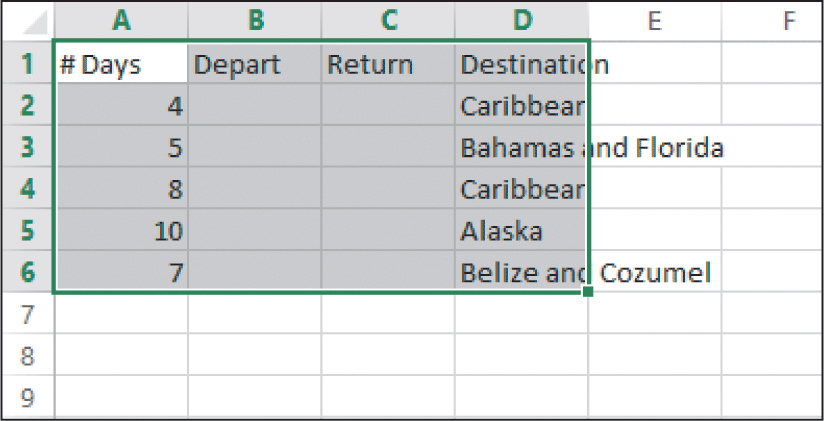 A B C D E F
1 # Days Depart Return Destination
2 4 Caribbean
3 5 Bahamas and Florida
4 8 Caribbean
5 10 Alaska
6 7 Belize and Cozumel
7
8
9